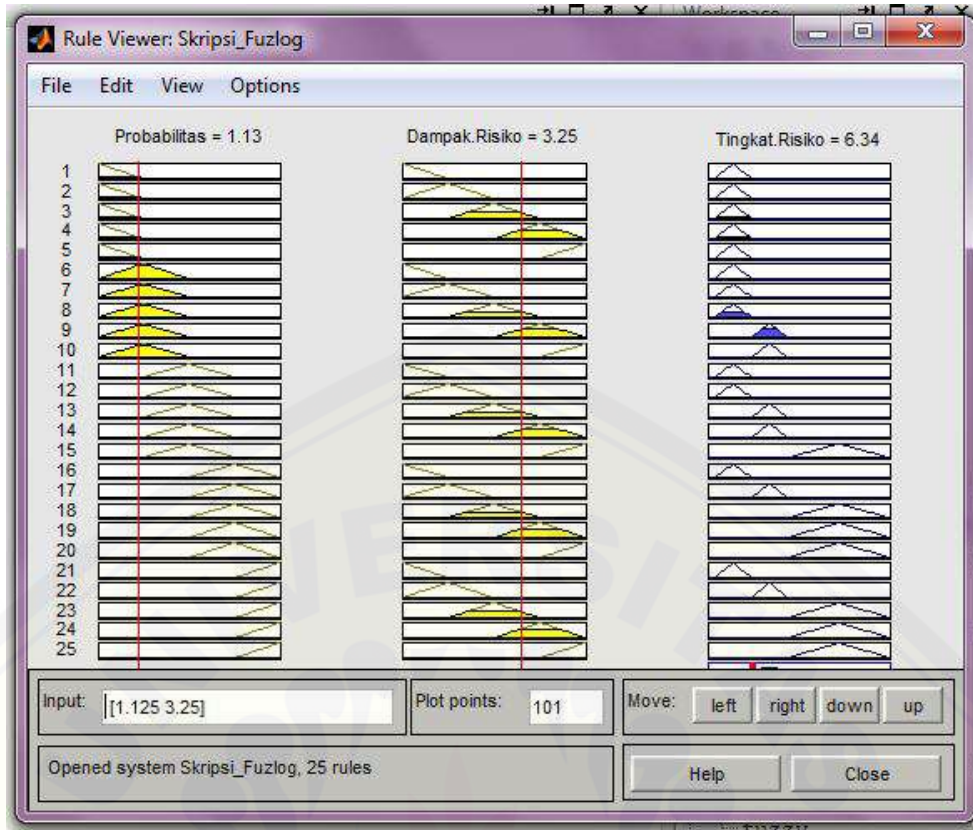 Workspace
Rule Viewer: Skripsi_Fuzlog
File Edit View Options
Probabilitas = 1.13
Dampak.Risiko = 3.25
Tingkat.Risiko = 6.34
1
2
3
4
5
6
7
8
9
10
11
12
13
14
15
16
17
18
19
20
21
22
23
24
25
Input: [1.125 3.25]
Plot points: 101
Move: left right down up
Opened system Skripsi_Fuzlog, 25 rules
Help Close
fuzzy